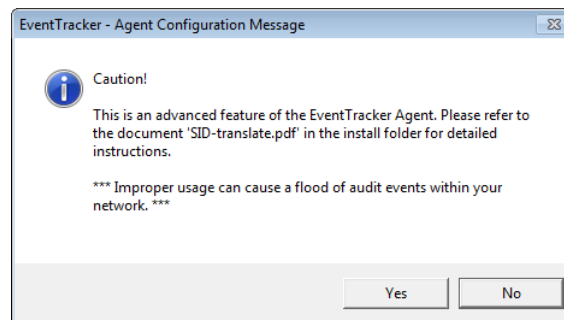 EventTracker - Agent Configuration Message
Caution!
This is an advanced feature of the EventTracker Agent. Please refer to
the document 'SID-translate.pdf' in the install folder for detailed
instructions.
*** Improper usage can cause a flood of audit events within your
network. ***
Yes
No